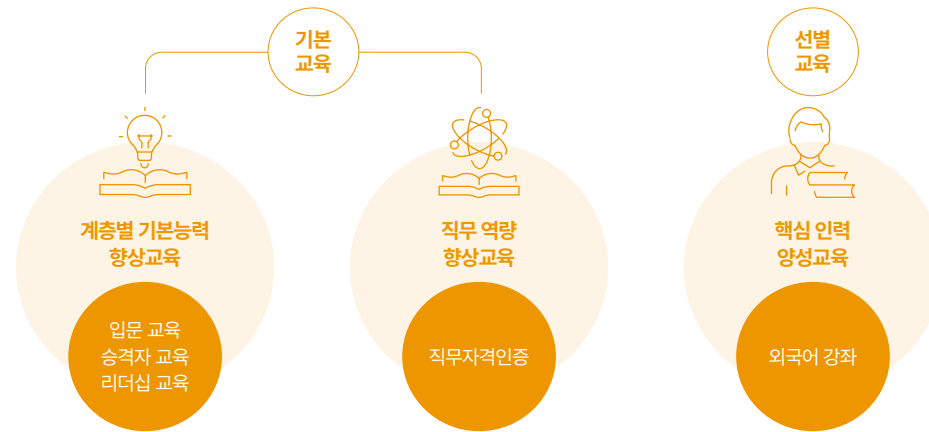 기본
교육
선별
교육
계층별 기본능력
향상교육
직무 역량
향상교육
핵심 인력
양성교육
입문 교육
승격자 교육
리더십 교육
직무자격인증
외국어 강좌